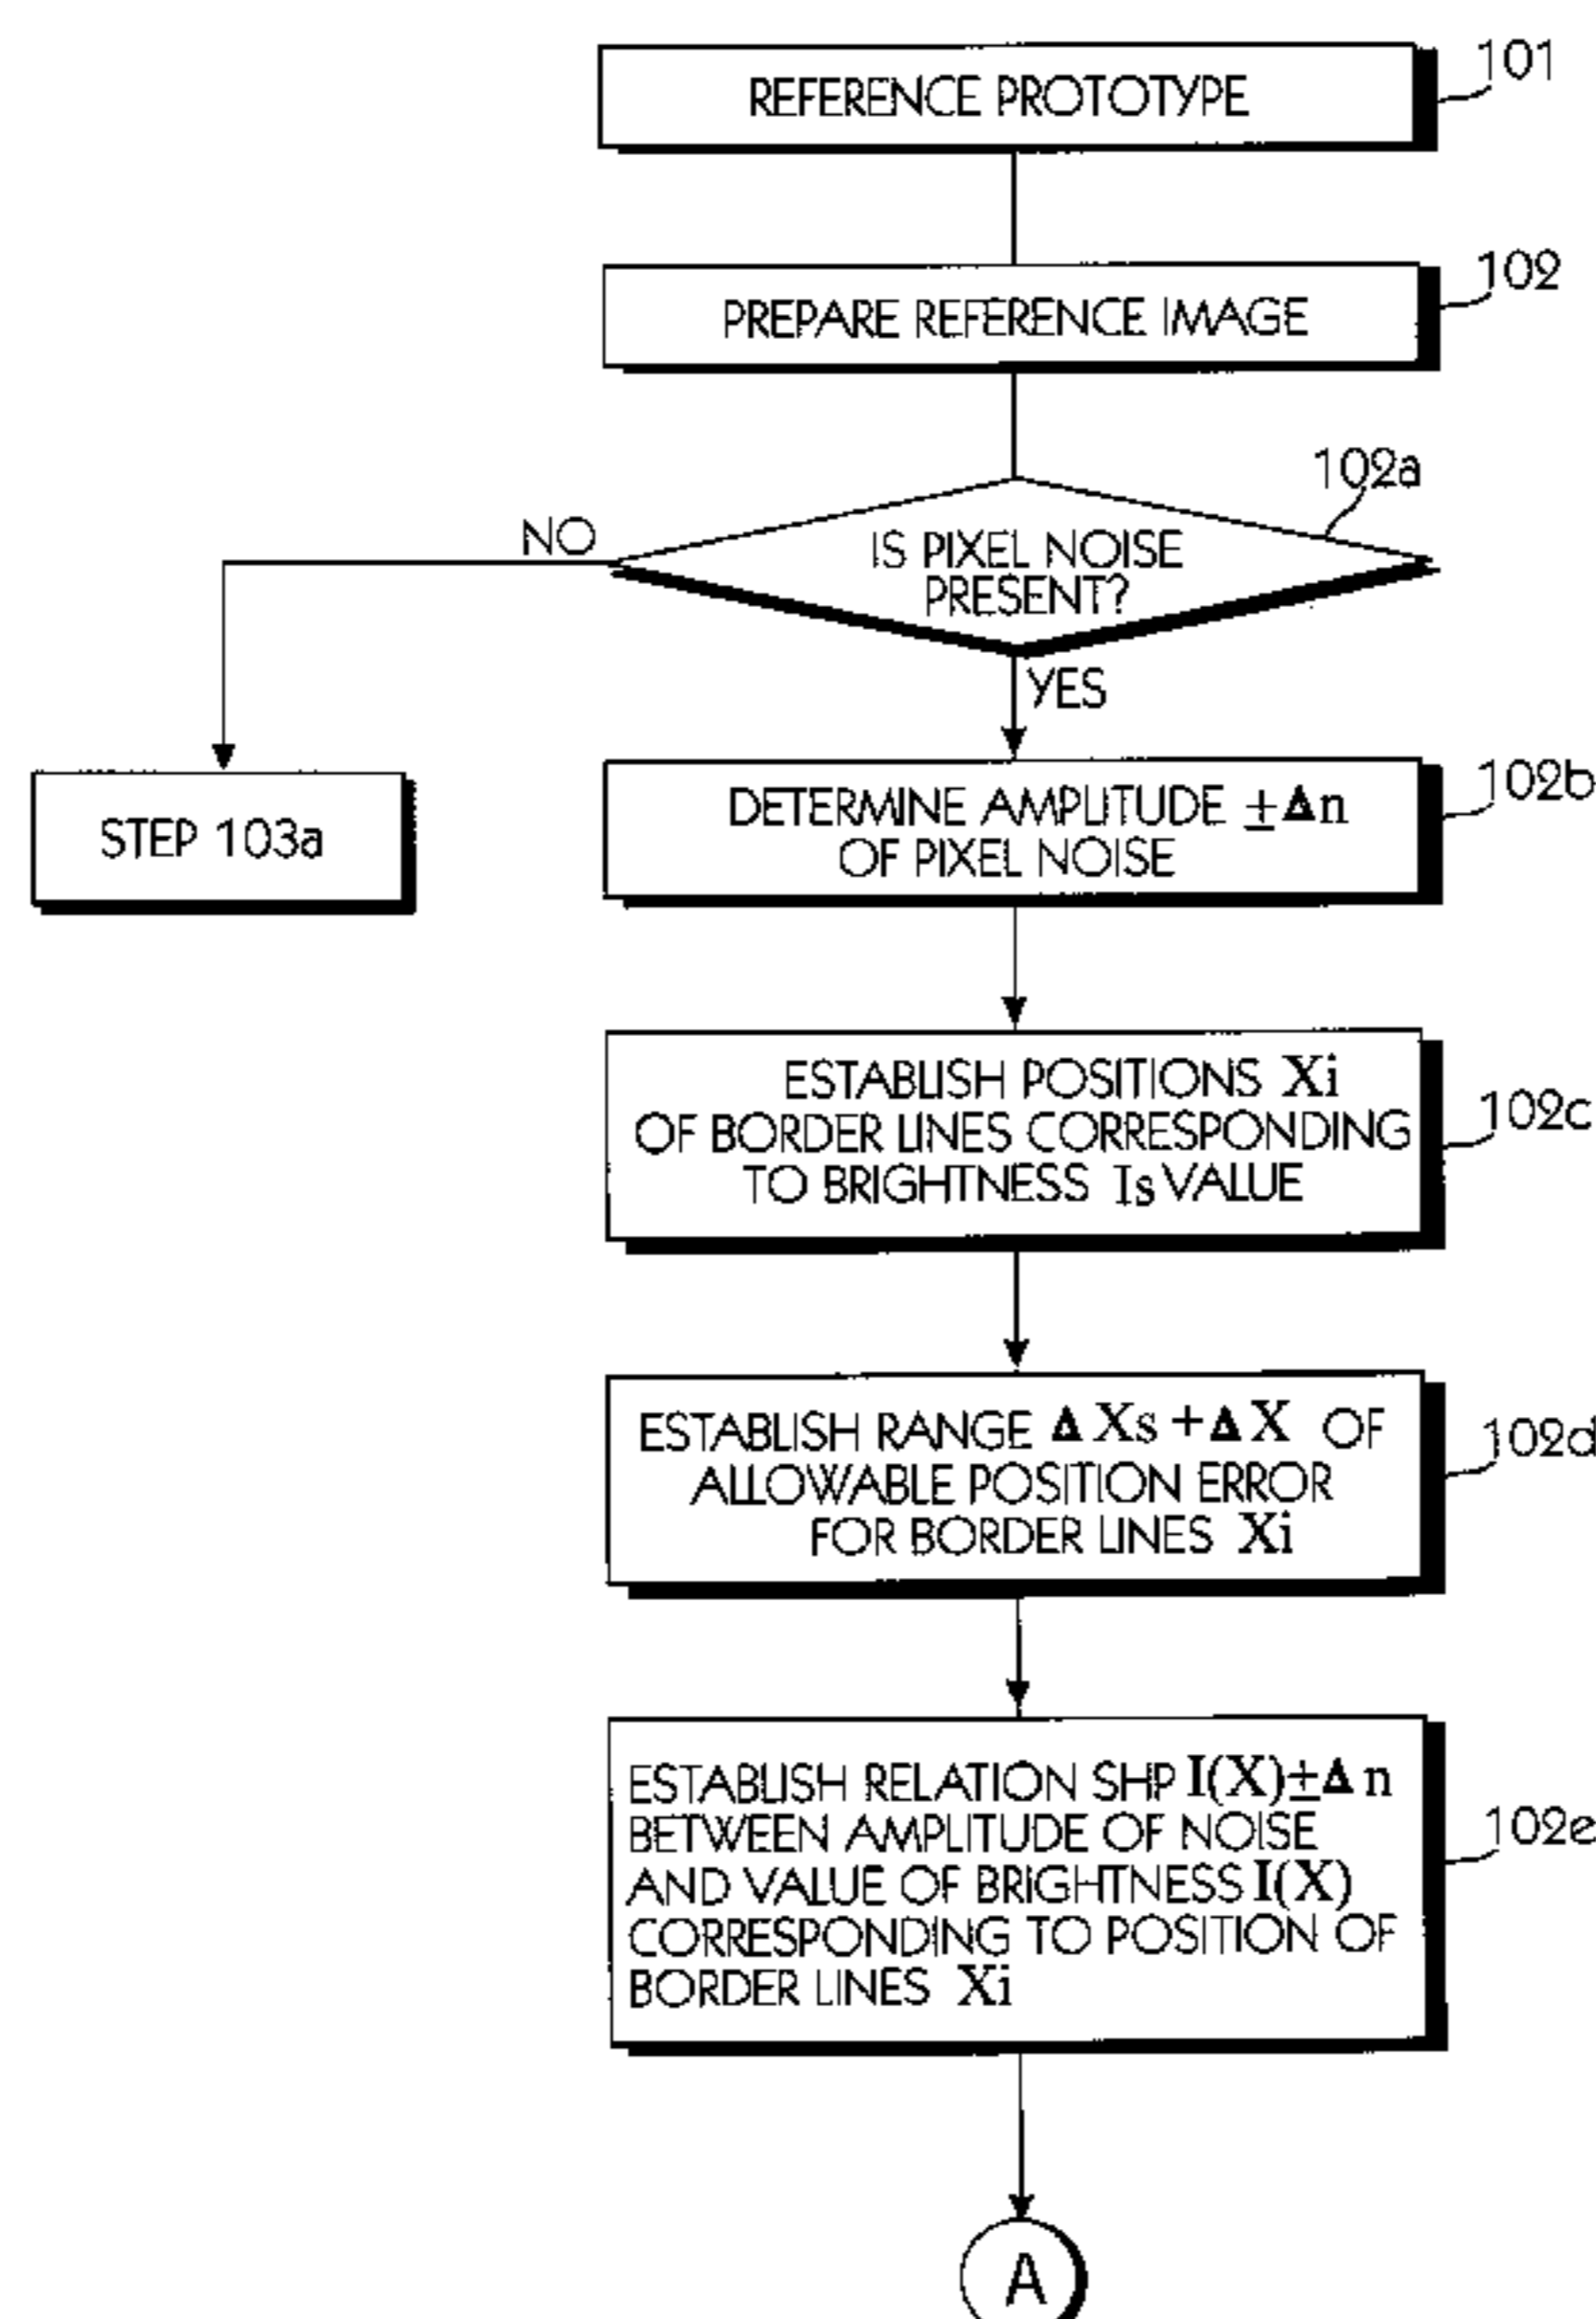 REFERENCE PROTOTYPE
101
PREPARE REFERENCE IMAGE
102
102a
NO
IS PIXEL NOISE
PRESENT?
YES
STEP 103a
DETERMINE AMPLITUDE ±Δn
OF PIXEL NOISE
102b
ESTABLISH POSITIONS Xi
OF BORDER LINES CORRESPONDING
TO BRIGHTNESS Is VALUE
102c
ESTABLISH RANGE ΔXs +ΔX OF
ALLOWABLE POSITION ERROR
FOR BORDER LINES Xi
102d
ESTABLISH RELATION SHP I(X)±Δn
BETWEEN AMPLITUDE OF NOISE
AND VALUE OF BRIGHTNESS I(X)
CORRESPONDING TO POSITION OF
BORDER LINES Xi
102e
A